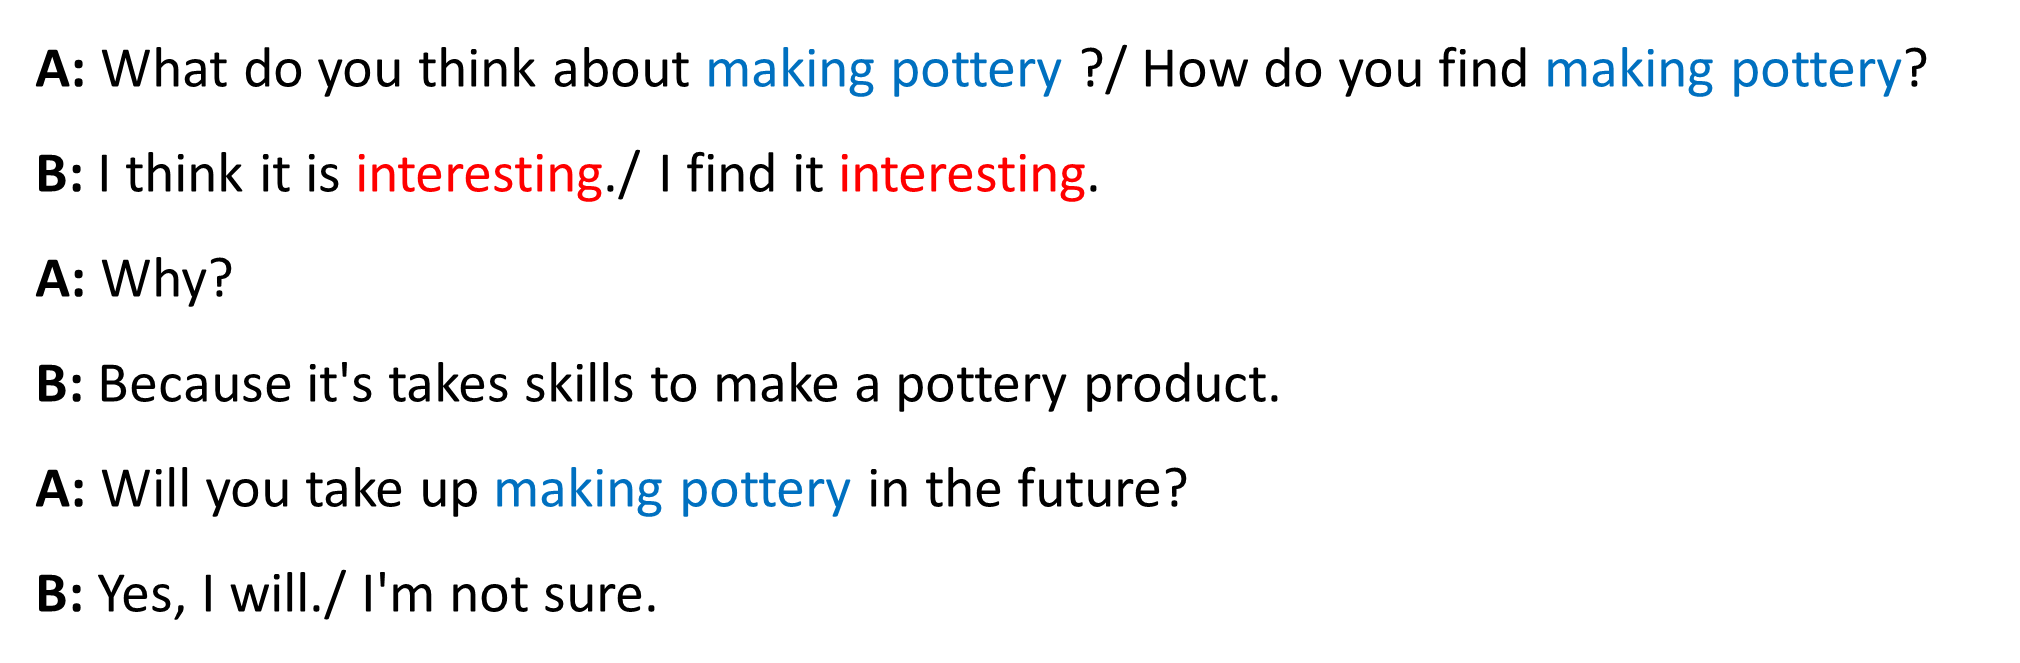 A: What do you think about making pottery ?/ How do you find making pottery?
B: I think it is interesting./ I find it interesting.
A: Why?
B: Because it's takes skills to make a pottery product.
A: Will you take up making pottery in the future?
B: Yes, I will./ I'm not sure.